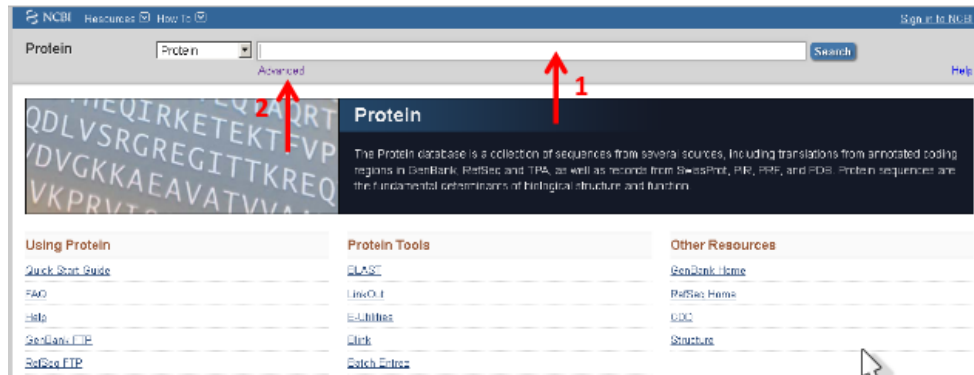 NCBI Resources How To Sign in to NCBI
Protein Protein Search
Advanced Help
1
2
QDLVSRGREGITTKREQ
Protein
The Protein database is a collection of sequences from several sources, including translations from annotated coding
regions in GenBank, RefSeq and TPA, as well as records from SwissProt, PIR, PRF, and PDB. Protein sequences are
the fundamental determinants of biological structure and function.
Using Protein Protein Tools Other Resources
Quick Start Guide BLAST GenBank Home
FAQ LinkOut RefSeq Home
Help E-Utilities CDD
GenBank FTP Blink Structure
RefSeq FTP Batch Entrez